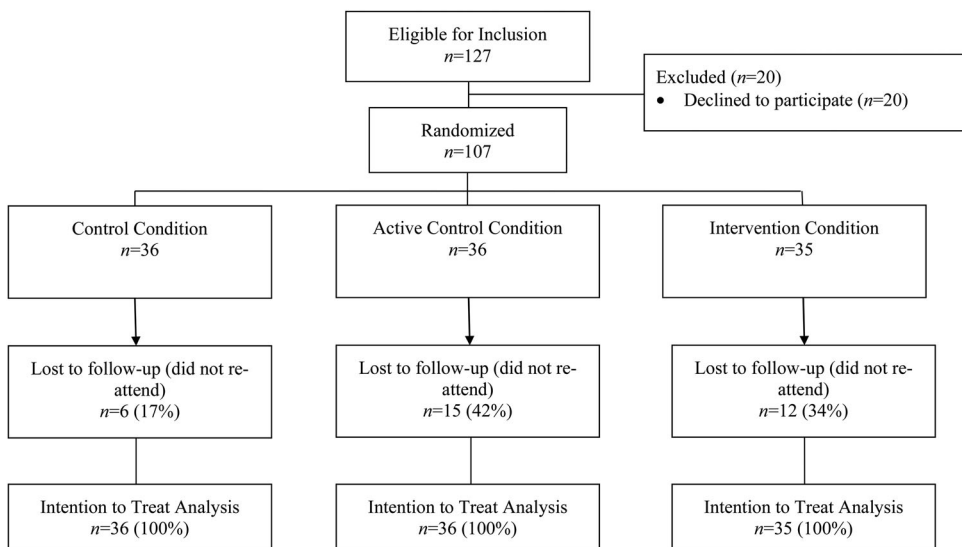 Eligible for Inclusion
n=127
Excluded (n=20)
• Declined to participate (n=20)
Randomized
n=107
Control Condition
n=36
Active Control Condition
n=36
Intervention Condition
n=35
Lost to follow-up (did not re-
attend)
n=6 (17%)
Lost to follow-up (did not re-
attend)
n=15 (42%)
Lost to follow-up (did not re-
attend)
n=12 (34%)
Intention to Treat Analysis
n=36 (100%)
Intention to Treat Analysis
n=36 (100%)
Intention to Treat Analysis
n=35 (100%)